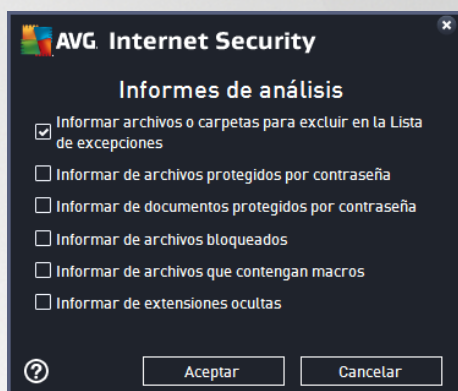 AVG. Internet Security
Informes de análisis
Informar archivos o carpetas para excluir en la Lista
de excepciones
Informar de archivos protegidos por contraseña
Informar de documentos protegidos por contraseña
Informar de archivos bloqueados
Informar de archivos que contengan macros
Informar de extensiones ocultas
?
Aceptar
Cancelar